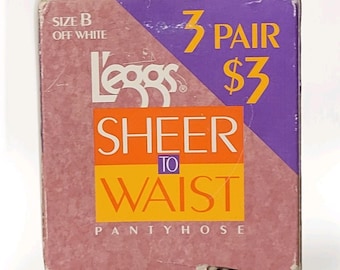 SIZE B
OFF WHITE
3 PAIR
$3
L'eggs®
SHEER
TO
WAIST
PANTYHOSE